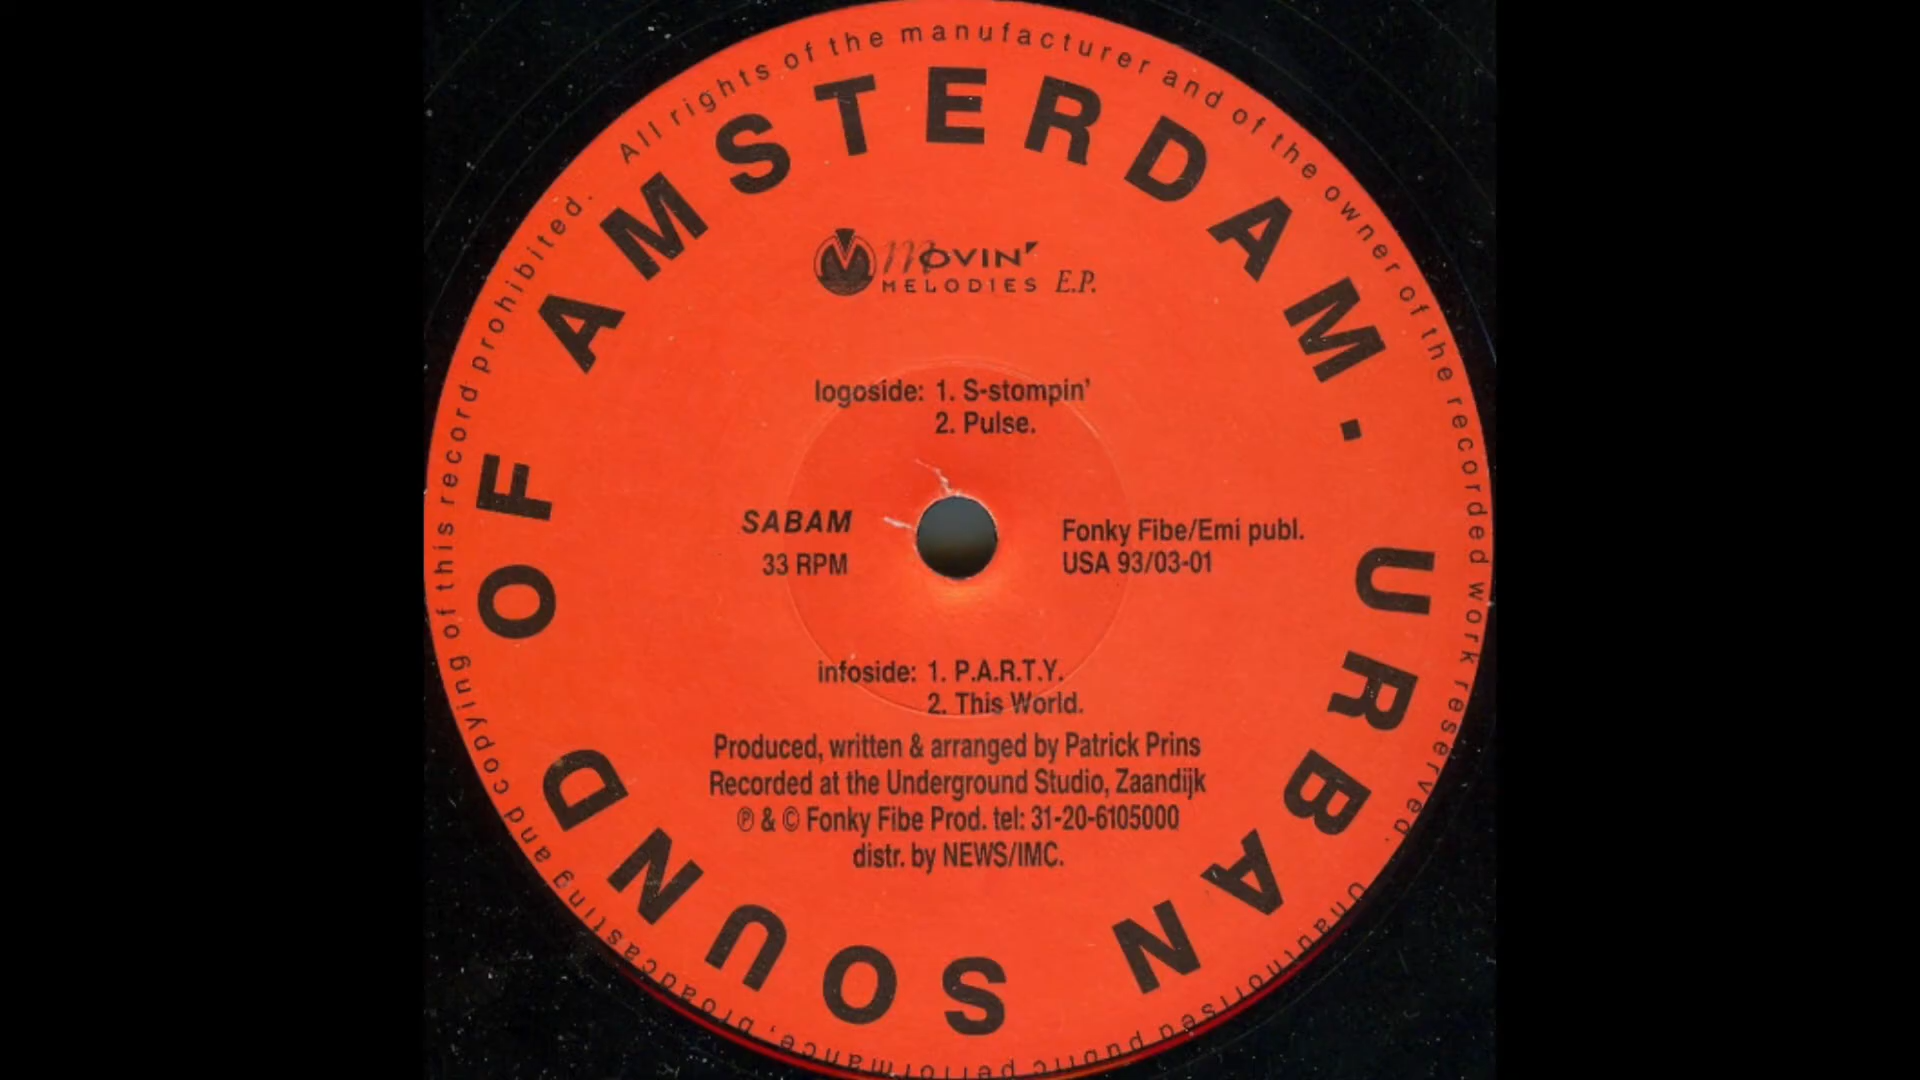 All rights of the manufacturer and of the owner of the recorded work reserved. Unauthorised public performance, broadcasting and copying of this record prohibited.
URBAN SOUND OF AMSTERDAM.
Movin'
MELODIES E.P.
logoside: 1. S-stompin'
2. Pulse.
SABAM
33 RPM
Fonky Fibe/Emi publ.
USA 93/03-01
infoside: 1. P.A.R.T.Y.
2. This World.
Produced, written & arranged by Patrick Prins
Recorded at the Underground Studio, Zaandijk
℗ & © Fonky Fibe Prod. tel: 31-20-6105000
distr. by NEWS/IMC.